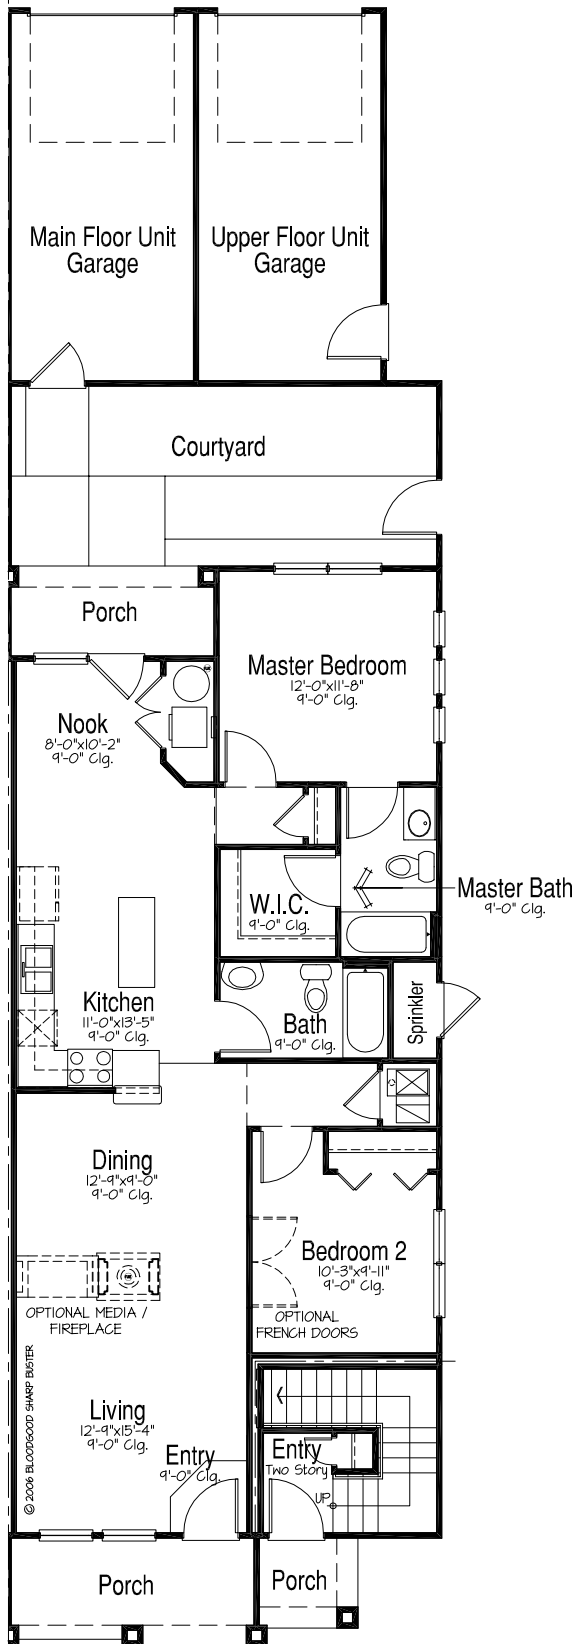 Main Floor Unit
Garage
Upper Floor Unit
Garage
Courtyard
Porch
Master Bedroom
12'-0"x11'-8"
9'-0" Clg.
Nook
8'-0"x10'-2"
9'-0" Clg.
W.I.C.
9'-0" Clg.
Master Bath
9'-0" Clg.
Kitchen
11'-0"x13'-5"
9'-0" Clg.
Bath
9'-0" Clg.
Sprinkler
Dining
12'-9"x9'-0"
9'-0" Clg.
Bedroom 2
10'-3"x9'-11"
9'-0" Clg.
OPTIONAL MEDIA /
FIREPLACE
OPTIONAL
FRENCH DOORS
© 2006 BLOODGOOD SHARP BUSTER
Living
12'-9"x15'-4"
9'-0" Clg.
Entry
9'-0" Clg.
Entry
Two Story
UP
Porch
Porch